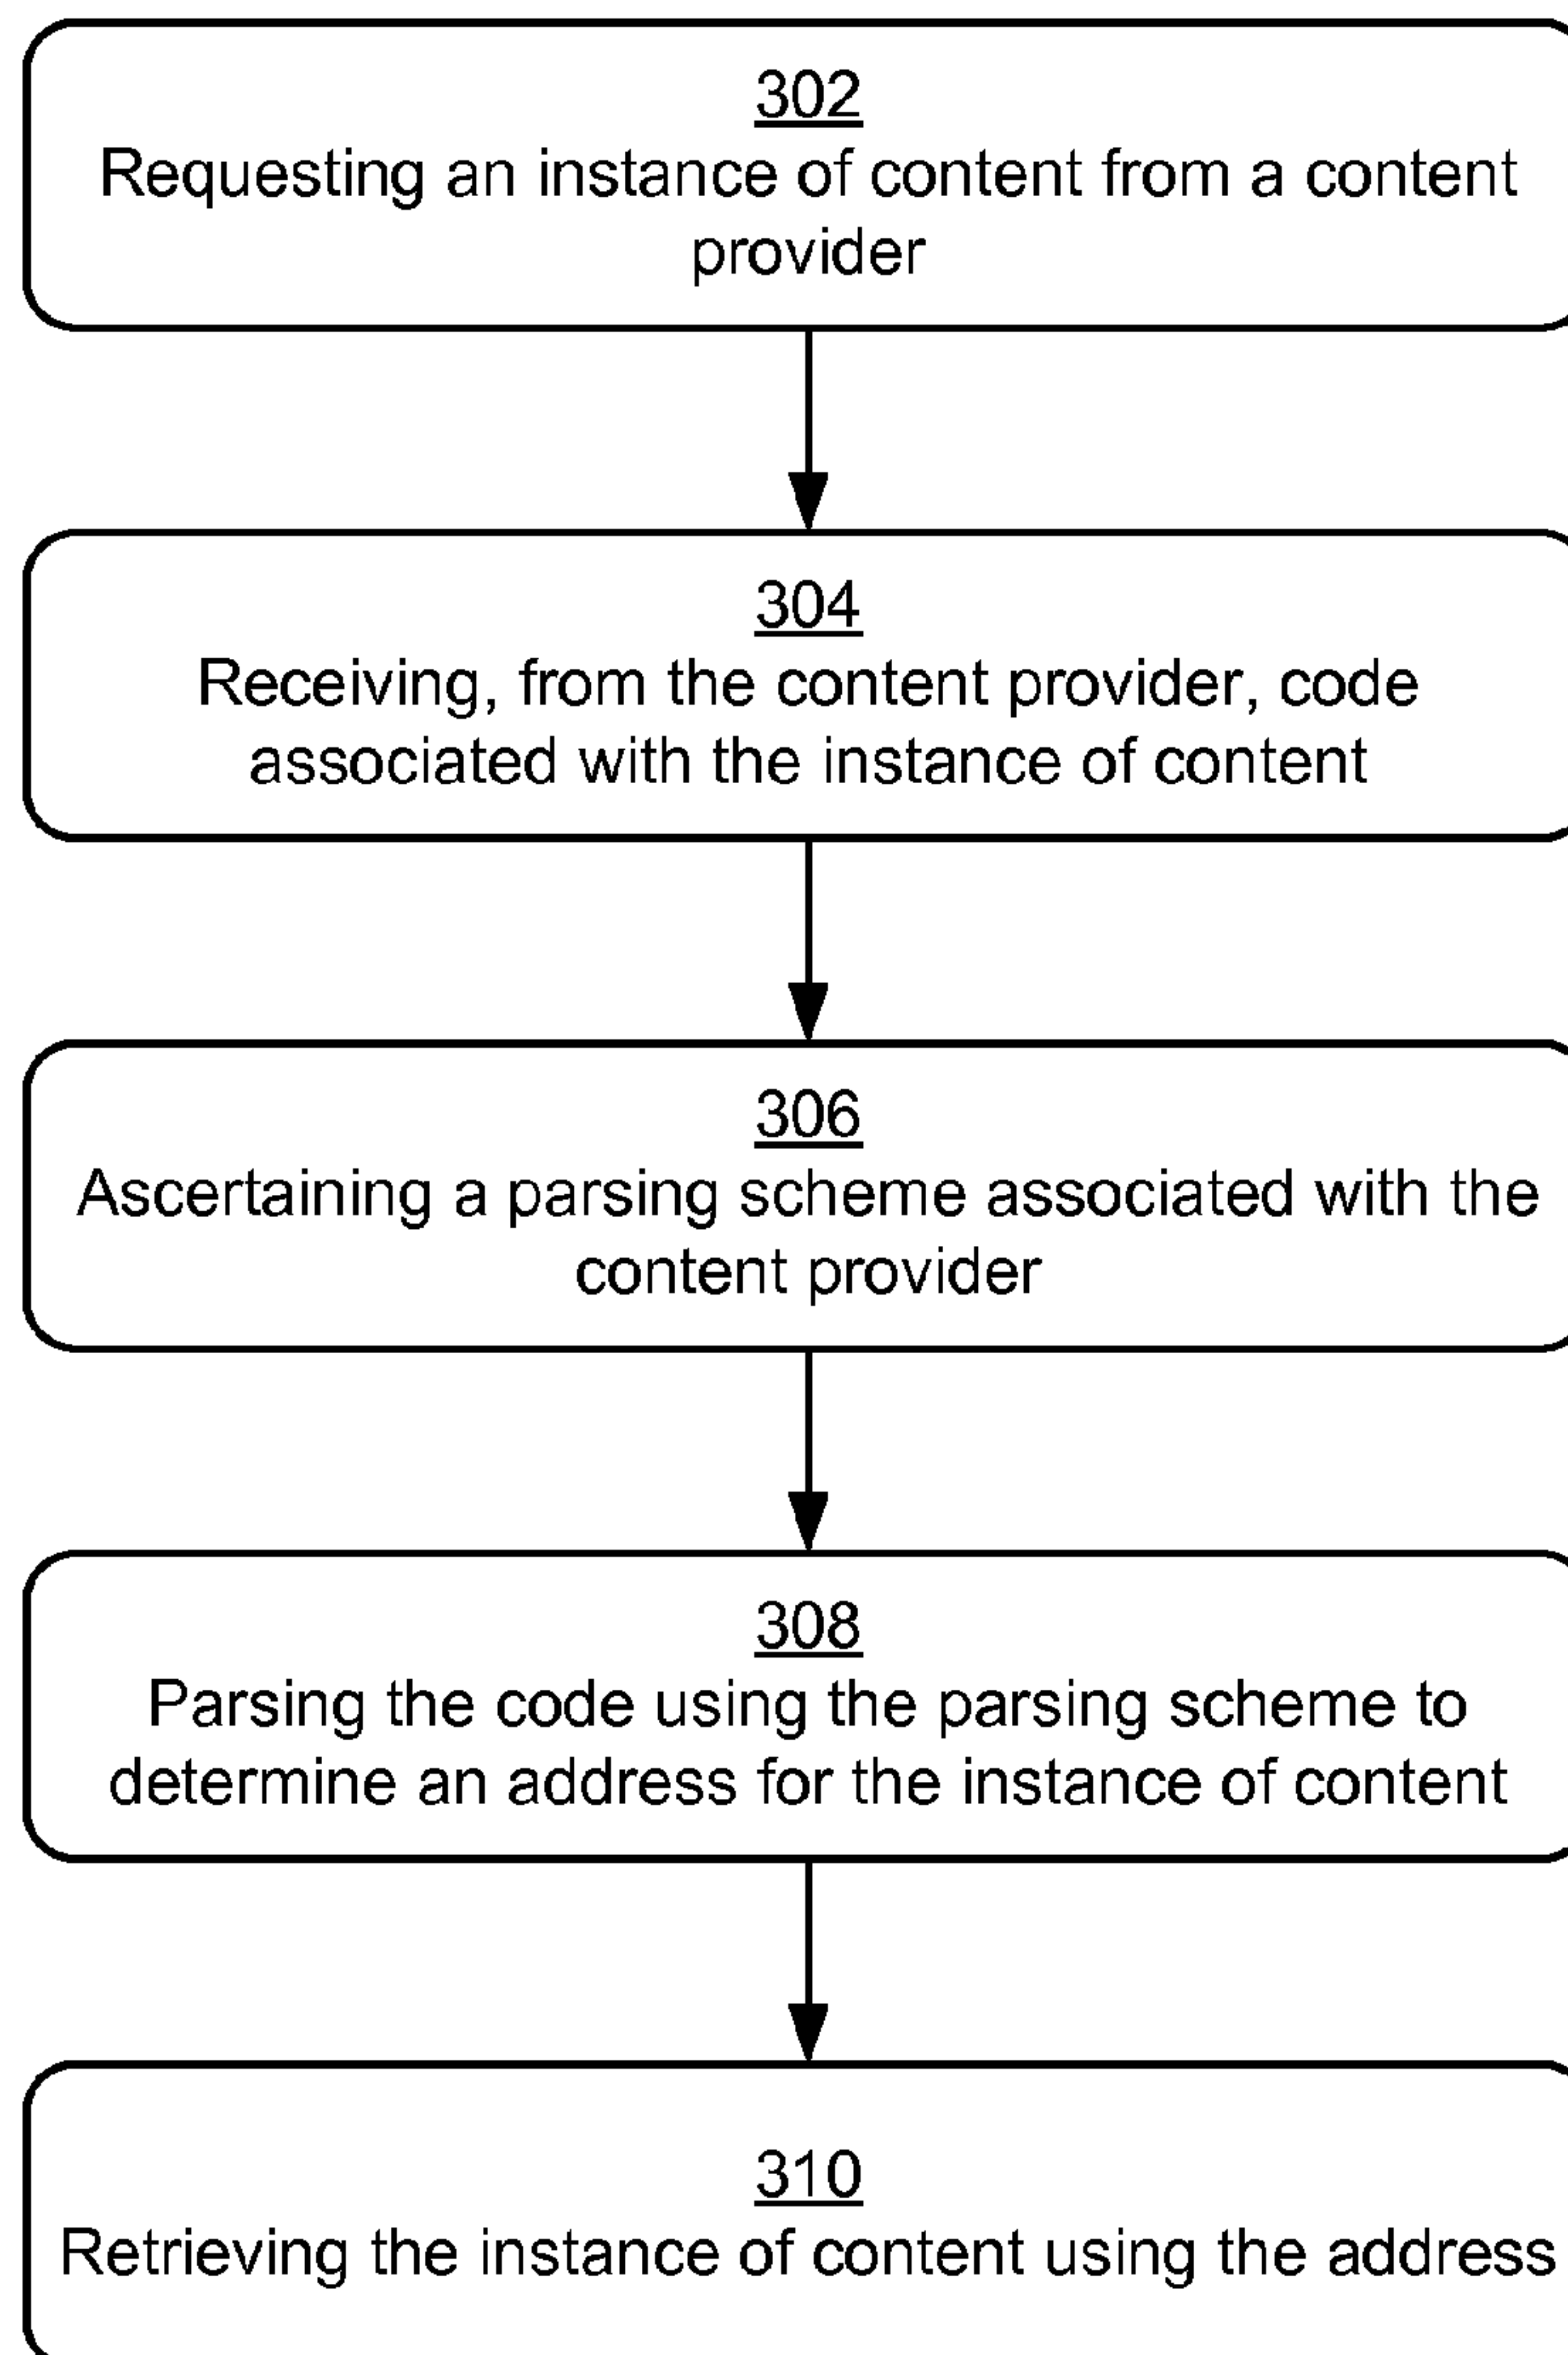 302
Requesting an instance of content from a content
provider
304
Receiving, from the content provider, code
associated with the instance of content
306
Ascertaining a parsing scheme associated with the
content provider
308
Parsing the code using the parsing scheme to
determine an address for the instance of content
310
Retrieving the instance of content using the address